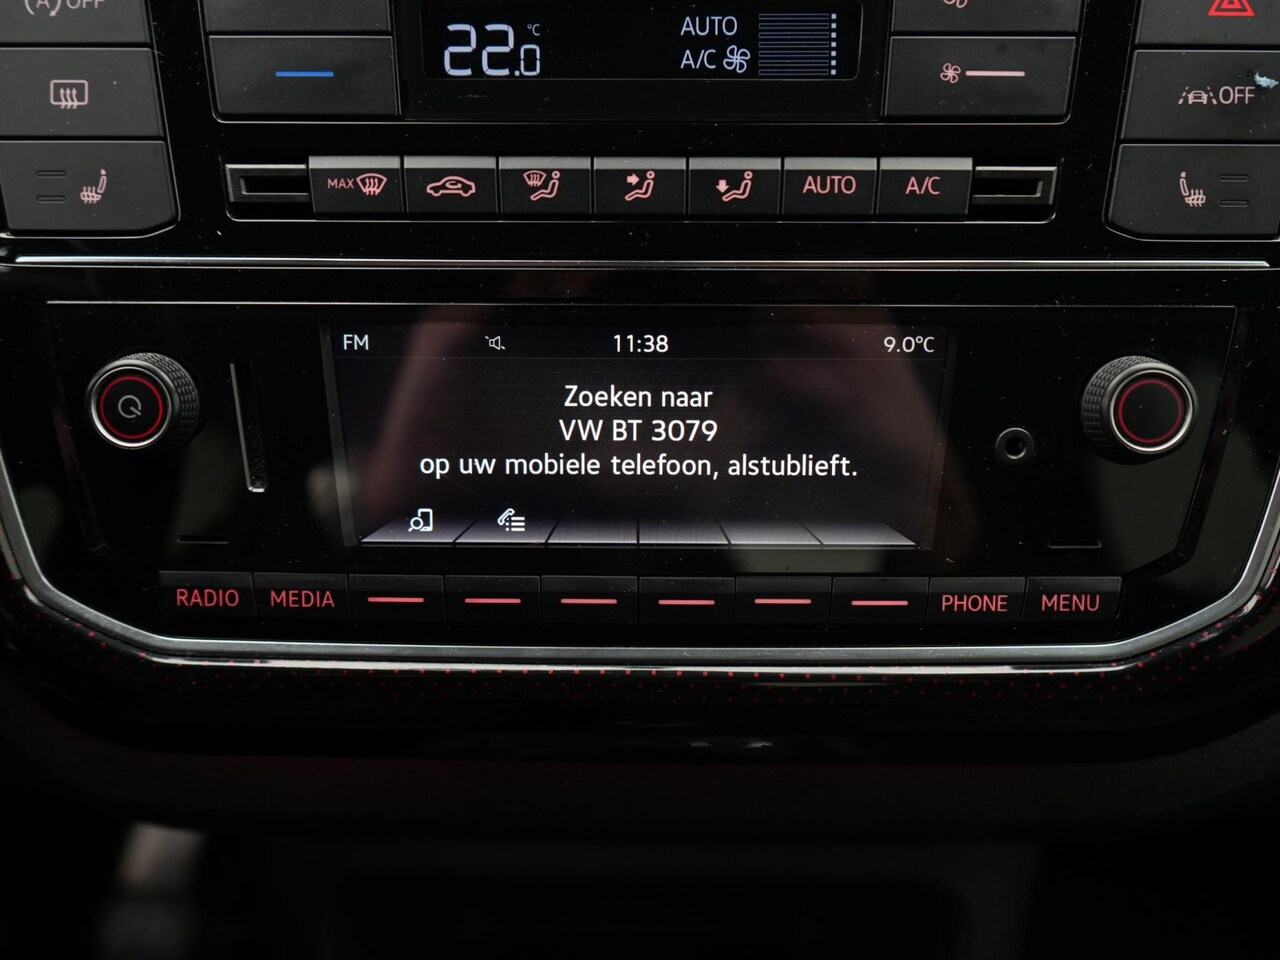 (A) OFF
22.0 °C
AUTO
A/C
OFF
MAX
AUTO
A/C
FM
11:38
9.0°C
Zoeken naar
VW BT 3079
op uw mobiele telefoon, alstublieft.
RADIO
MEDIA
PHONE
MENU